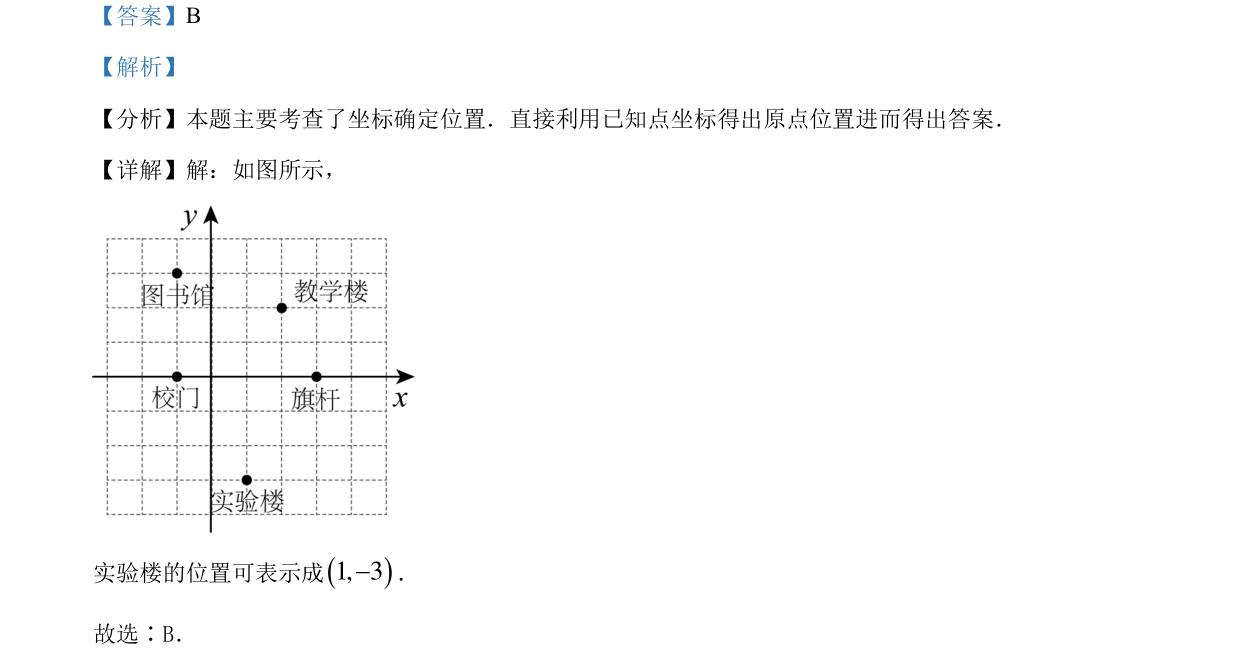 【答案】B
【解析】
【分析】本题主要考查了坐标确定位置．直接利用已知点坐标得出原点位置进而得出答案．
【详解】解：如图所示，
y
图书馆
教学楼
校门
旗杆
x
实验楼
实验楼的位置可表示成(1,−3)．
故选：B．